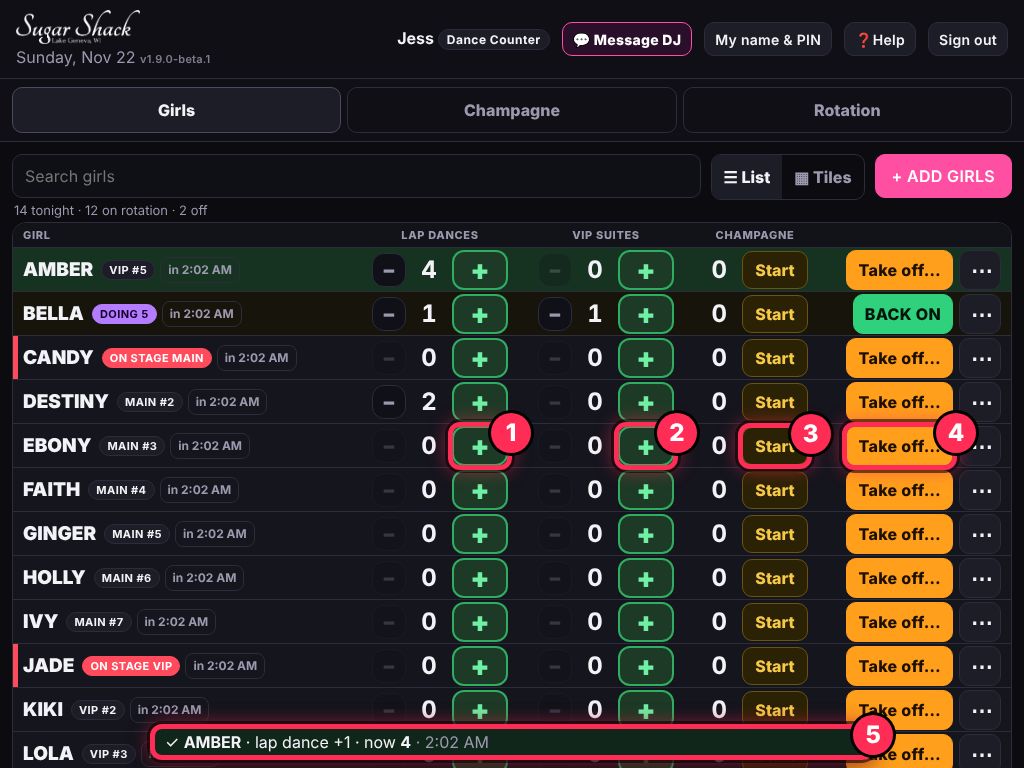 Sugar Shack
Lake Geneva, WI
Sunday, Nov 22 v1.9.0-beta.1
Jess Dance Counter 💬 Message DJ My name & PIN ❓Help Sign out
Girls Champagne Rotation
Search girls
☰ List ▦ Tiles + ADD GIRLS
14 tonight · 12 on rotation · 2 off
GIRL LAP DANCES VIP SUITES CHAMPAGNE
AMBER VIP #5 in 2:02 AM − 4 + − 0 + 0 Start Take off… ⋯
BELLA DOING 5 in 2:02 AM − 1 + − 1 + 0 Start BACK ON ⋯
CANDY ON STAGE MAIN in 2:02 AM − 0 + − 0 + 0 Start Take off… ⋯
DESTINY MAIN #2 in 2:02 AM − 2 + − 0 + 0 Start Take off… ⋯
EBONY MAIN #3 in 2:02 AM − 0 + 1 − 0 + 2 0 Start 3 Take off… 4 ⋯
FAITH MAIN #4 in 2:02 AM − 0 + − 0 + 0 Start Take off… ⋯
GINGER MAIN #5 in 2:02 AM − 0 + − 0 + 0 Start Take off… ⋯
HOLLY MAIN #6 in 2:02 AM − 0 + − 0 + 0 Start Take off… ⋯
IVY MAIN #7 in 2:02 AM − 0 + − 0 + 0 Start Take off… ⋯
JADE ON STAGE VIP in 2:02 AM − 0 + − 0 + 0 Start Take off… ⋯
KIKI VIP #2 in 2:02 AM − 0 + − 0 + 0 Start Take off… ⋯
✓ AMBER · lap dance +1 · now 4 · 2:02 AM 5
LOLA VIP #3 Take off… ⋯